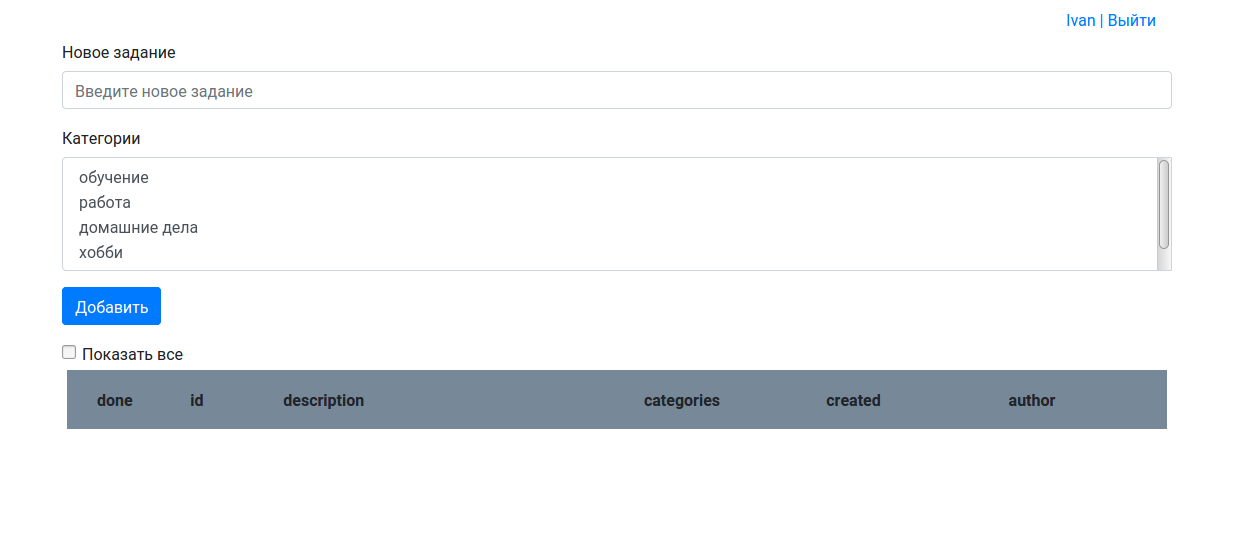 Ivan | Выйти
Новое задание
Введите новое задание
Категории
обучение
работа
домашние дела
хобби
Добавить
Показать все
done id description categories created author